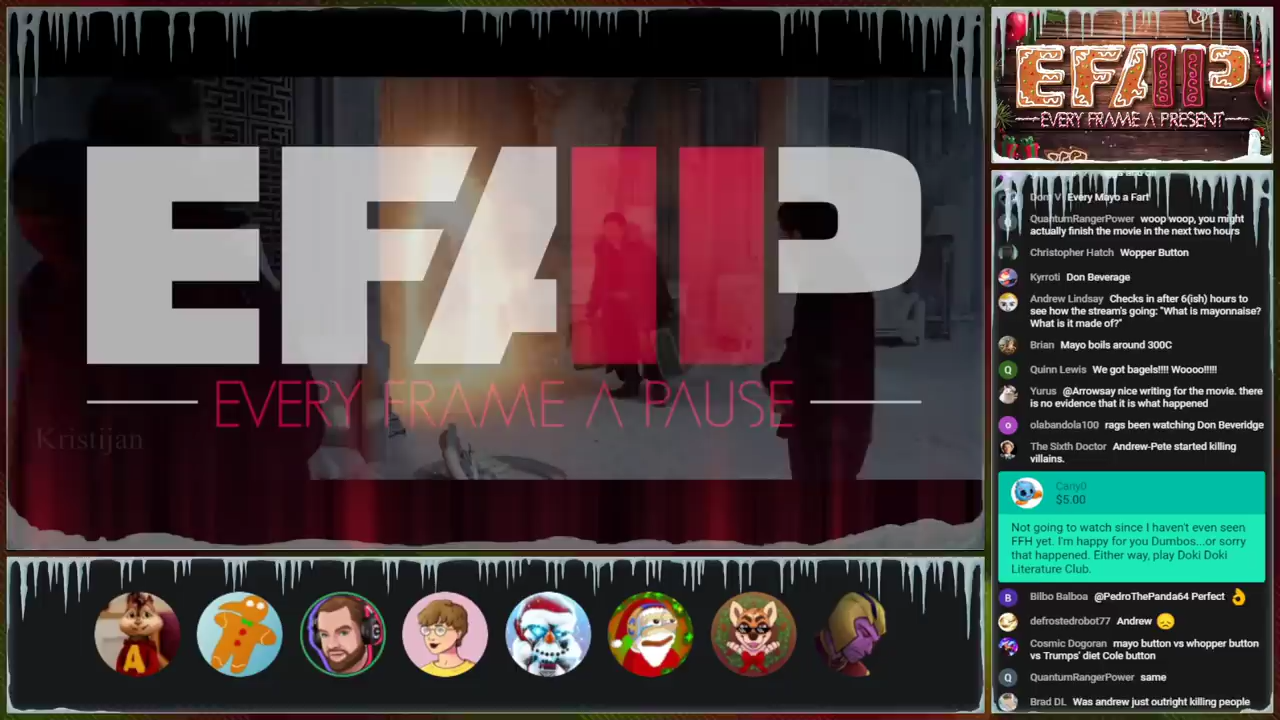 EFAP
EVERY FRAME A PAUSE
Kristijan
EFAP
EVERY FRAME A PRESENT
Dom V Every Mayo a Fart
QuantumRangerPower woop woop, you might
actually finish the movie in the next two hours
Christopher Hatch Wopper Button
Kyrroti Don Beverage
Andrew Lindsay Checks in after 6(ish) hours to
see how the stream's going: "What is mayonnaise?
What is it made of?"
Brian Mayo boils around 300C
Q Quinn Lewis We got bagels!!!! Woooo!!!!!
Yurus @Arrowsay nice writing for the movie. there
is no evidence that it is what happened
o olabandola100 rags been watching Don Beveridge
The Sixth Doctor Andrew-Pete started killing
villains.
Cany0
$5.00
Not going to watch since I haven't even seen
FFH yet. I'm happy for you Dumbos...or sorry
that happened. Either way, play Doki Doki
Literature Club.
B Bilbo Balboa @PedroThePanda64 Perfect 👌
defrostedrobot77 Andrew 😞
Cosmic Dogoran mayo button vs whopper button
vs Trumps' diet Cole button
Q QuantumRangerPower same
Brad DL Was andrew just outright killing people
A